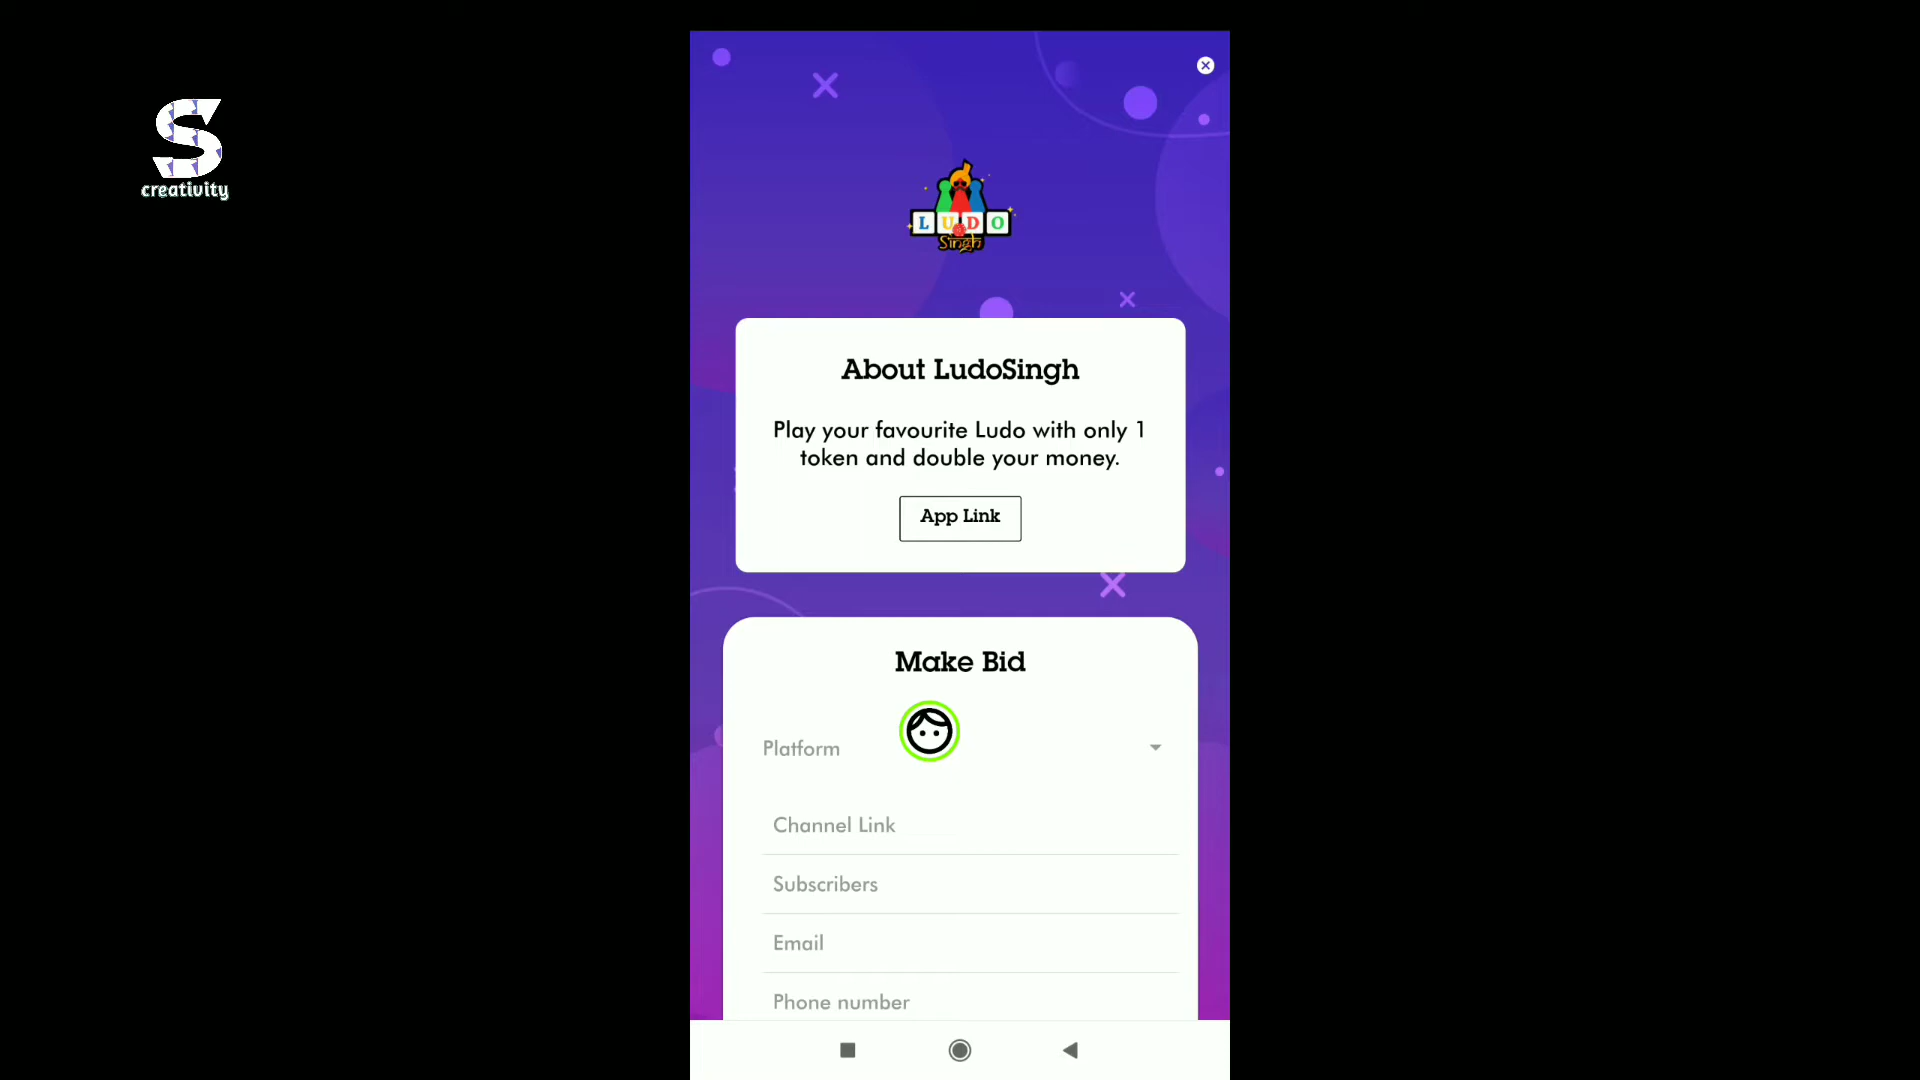 S
creativity
LUDO
Singh
About LudoSingh
Play your favourite Ludo with only 1
token and double your money.
App Link
Make Bid
Platform
Channel Link
Subscribers
Email
Phone number